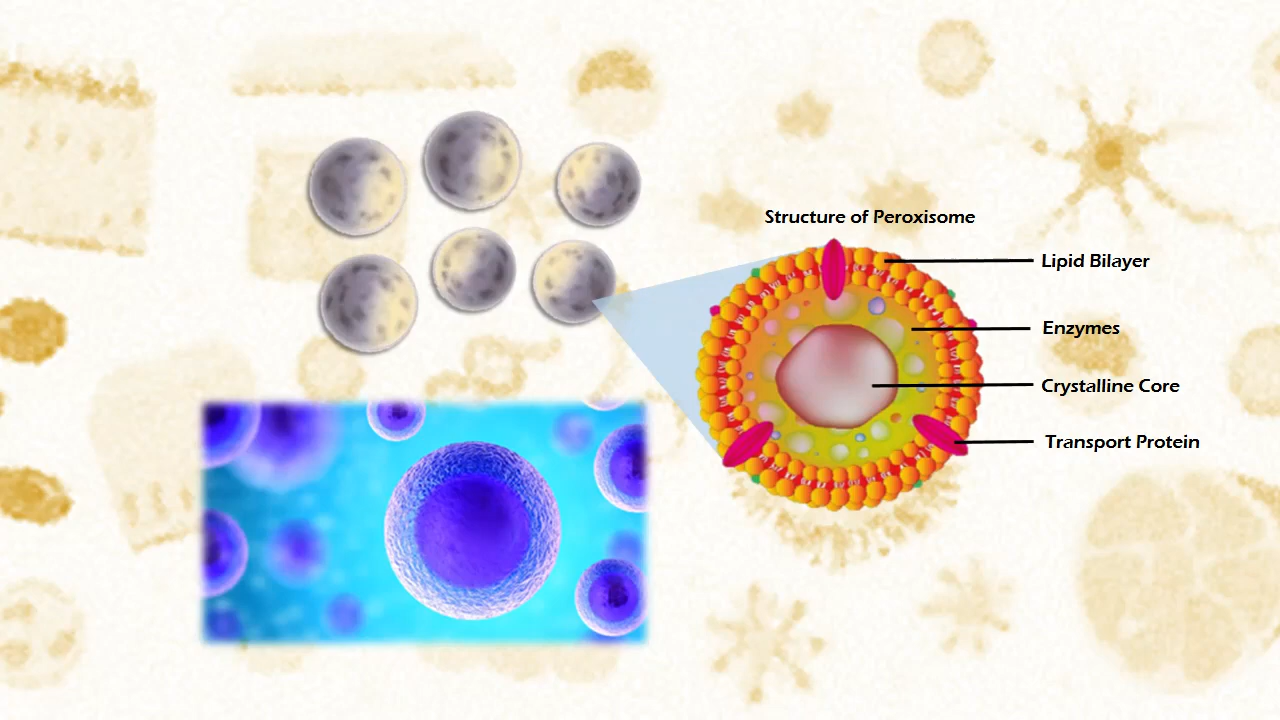 Structure of Peroxisome
Lipid Bilayer
Enzymes
Crystalline Core
Transport Protein